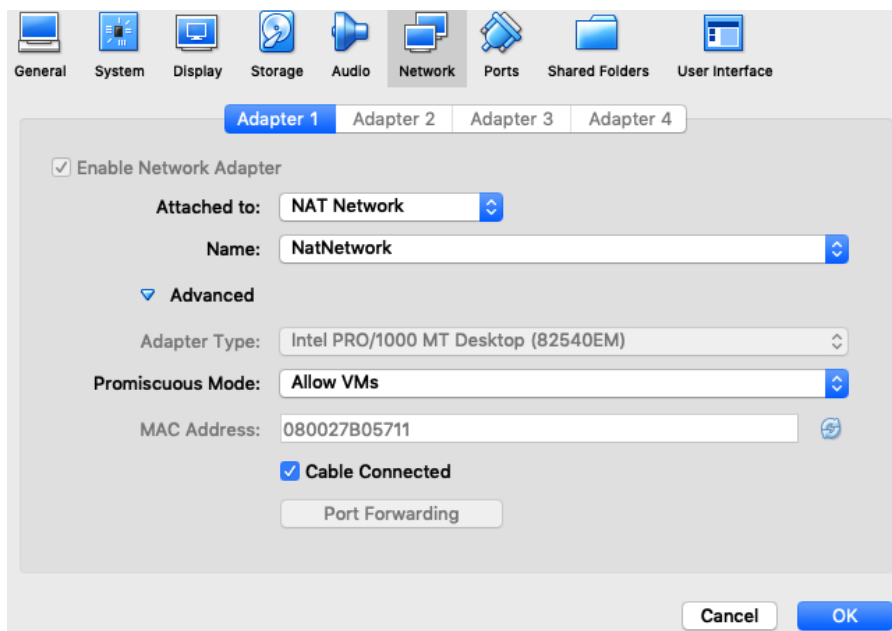 General System Display Storage Audio Network Ports Shared Folders User Interface
Adapter 1 Adapter 2 Adapter 3 Adapter 4
Enable Network Adapter
Attached to: NAT Network
Name: NatNetwork
Advanced
Adapter Type: Intel PRO/1000 MT Desktop (82540EM)
Promiscuous Mode: Allow VMs
MAC Address: 080027B05711
Cable Connected
Port Forwarding
Cancel OK